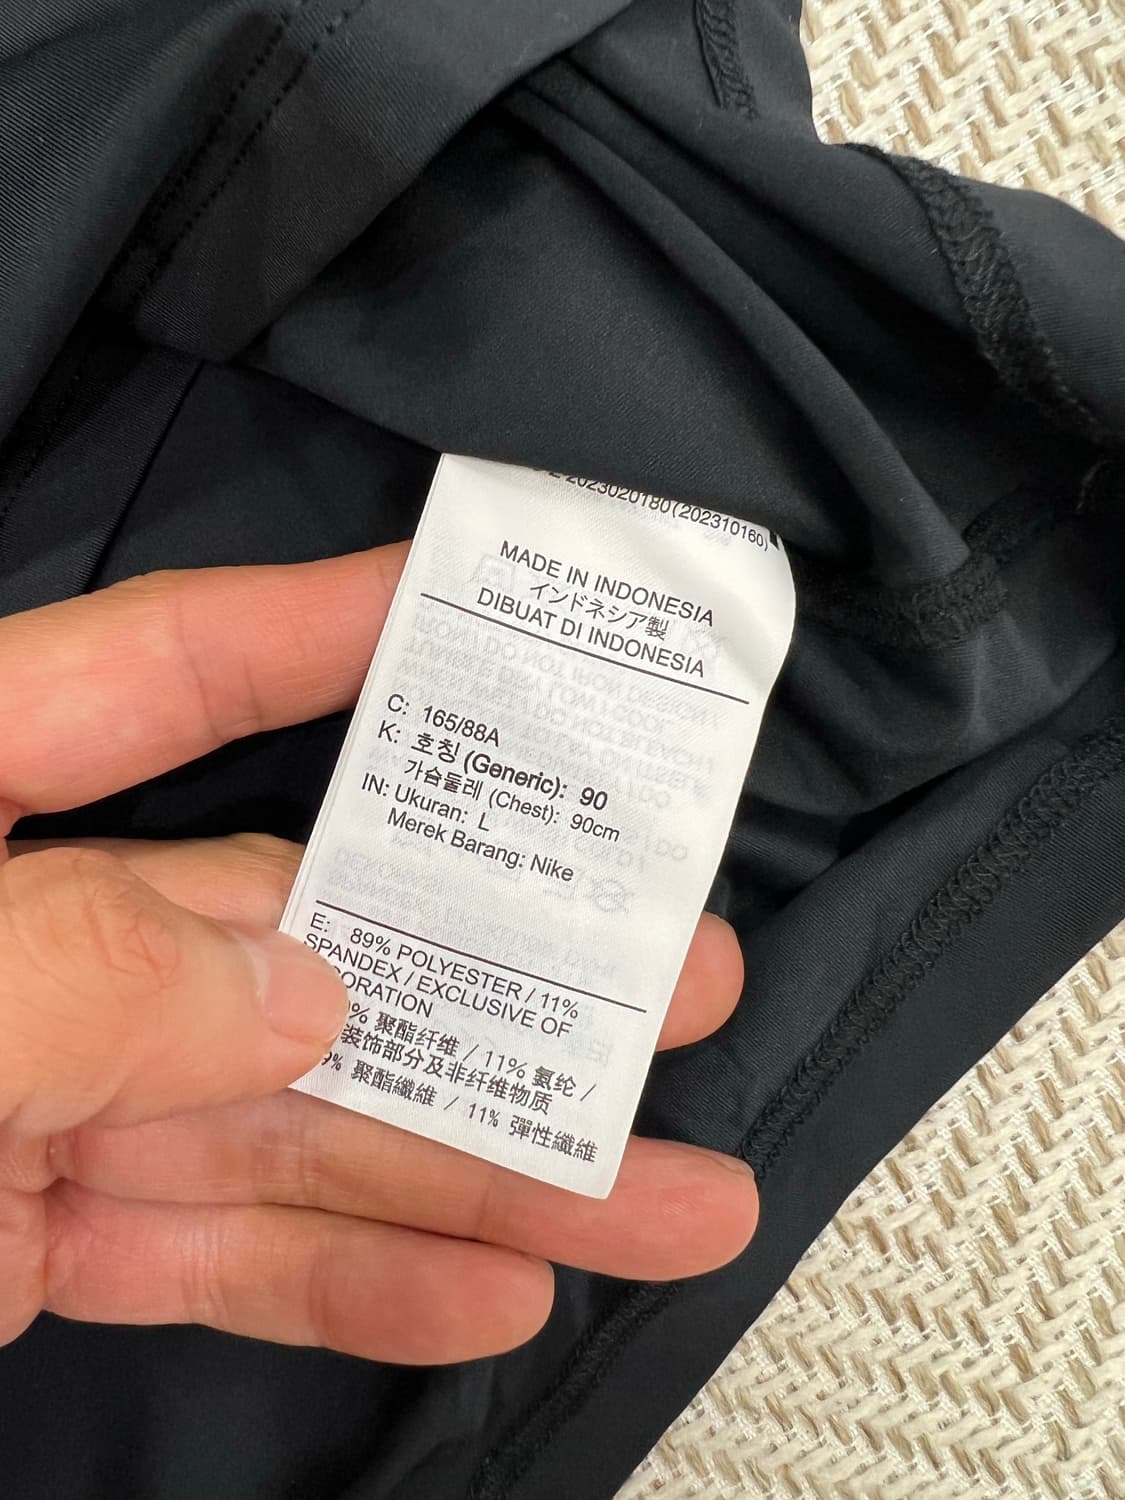 2023020180(202310160)
MADE IN INDONESIA
インドネシア製
DIBUAT DI INDONESIA
C: 165/88A
K: 호칭 (Generic): 90
가슴둘레 (Chest): 90cm
IN: Ukuran: L
Merek Barang: Nike
E: 89% POLYESTER / 11%
SPANDEX / EXCLUSIVE OF
ORATION
% 聚酯纤维 / 11% 氨纶 /
装饰部分及非纤维物质
9% 聚酯纖維 / 11% 彈性纖維